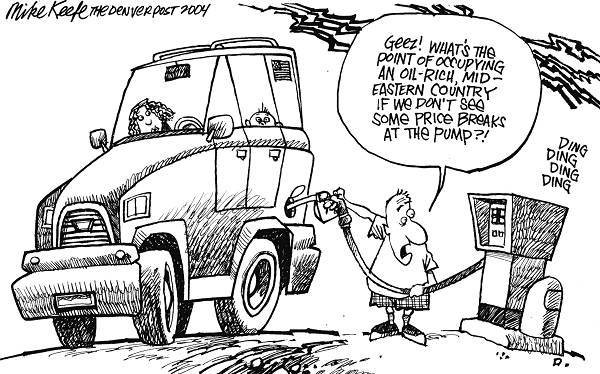 Mike Keefe THE DENVER POST 2004
GEEZ! WHAT'S THE
POINT OF OCCUPYING
AN OIL-RICH, MID-
EASTERN COUNTRY
IF WE DON'T SEE
SOME PRICE BREAKS
AT THE PUMP?!
DING
DING
DING
DING